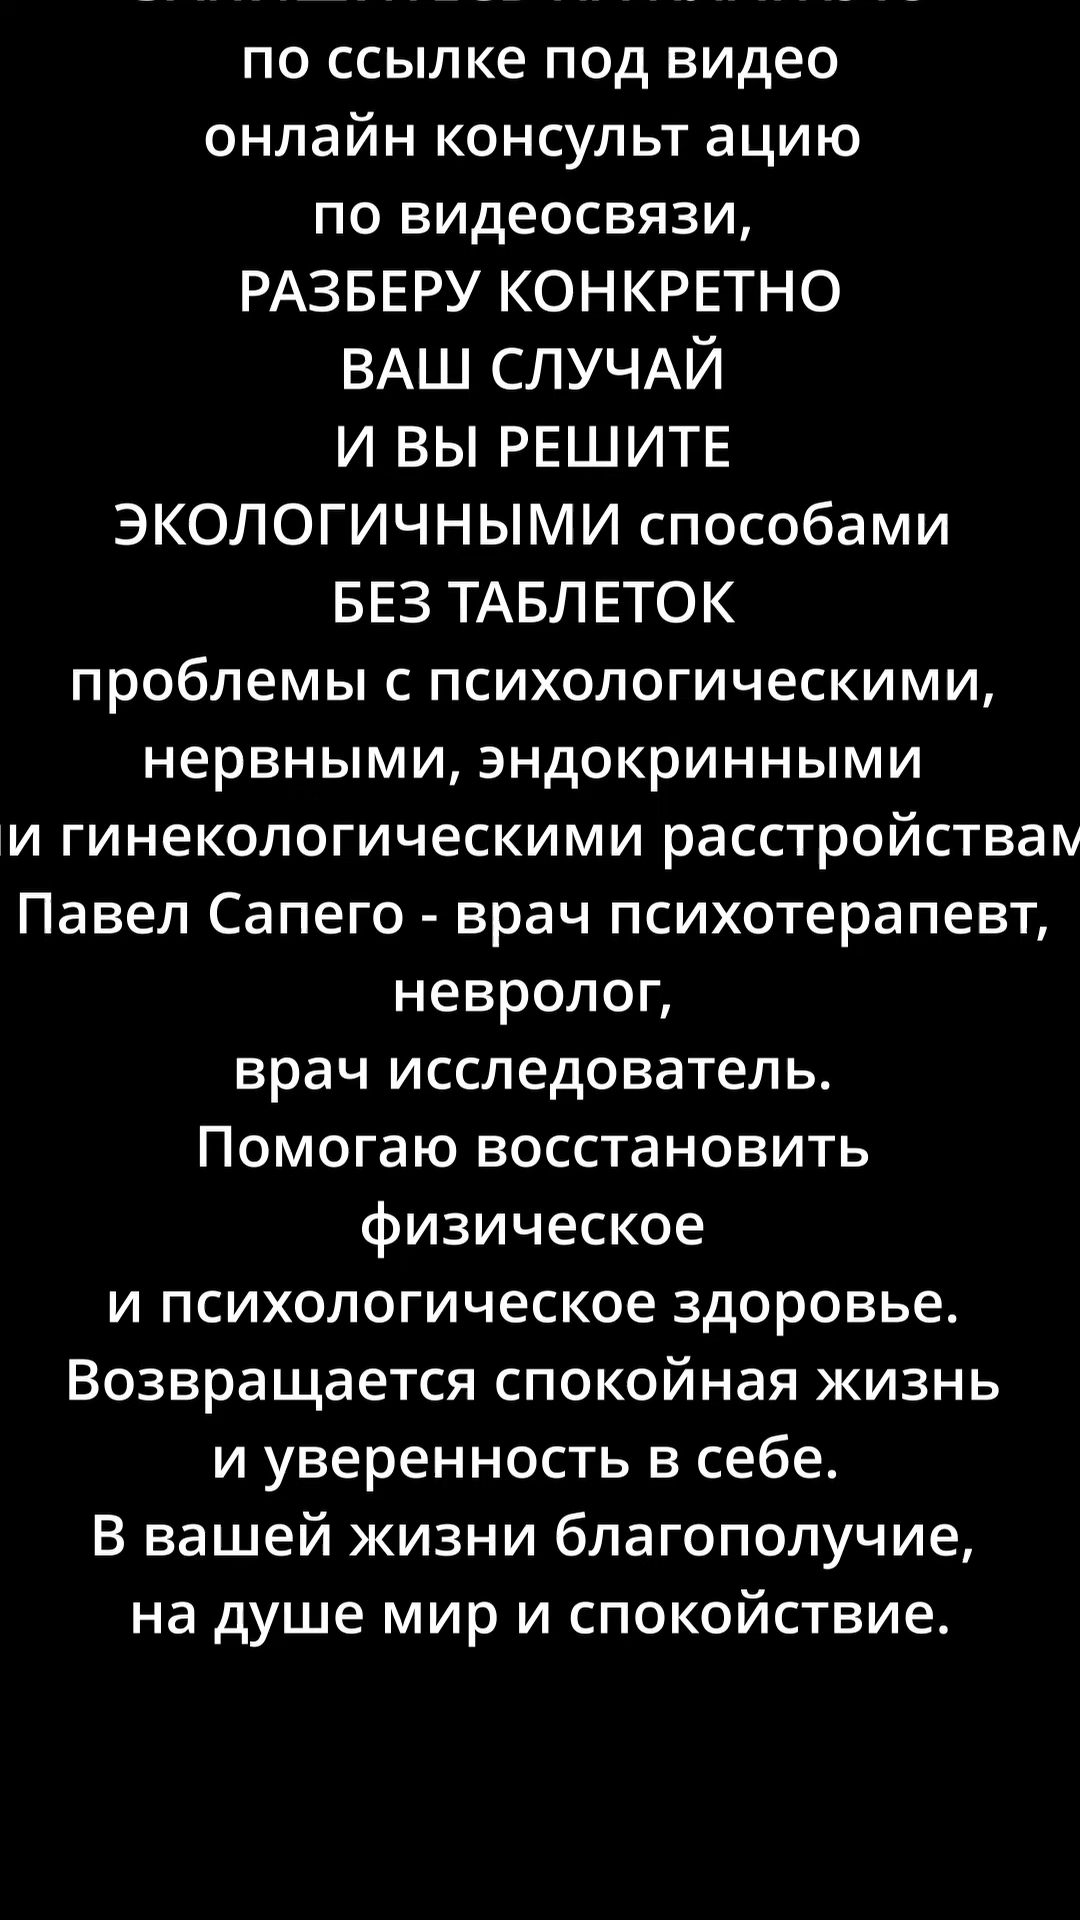 по ссылке под видео
онлайн консульт ацию
по видеосвязи,
РАЗБЕРУ КОНКРЕТНО
ВАШ СЛУЧАЙ
И ВЫ РЕШИТЕ
ЭКОЛОГИЧНЫМИ способами
БЕЗ ТАБЛЕТОК
проблемы с психологическими,
нервными, эндокринными
и гинекологическими расстройствам
Павел Сапего - врач психотерапевт,
невролог,
врач исследователь.
Помогаю восстановить
физическое
и психологическое здоровье.
Возвращается спокойная жизнь
и уверенность в себе.
В вашей жизни благополучие,
на душе мир и спокойствие.